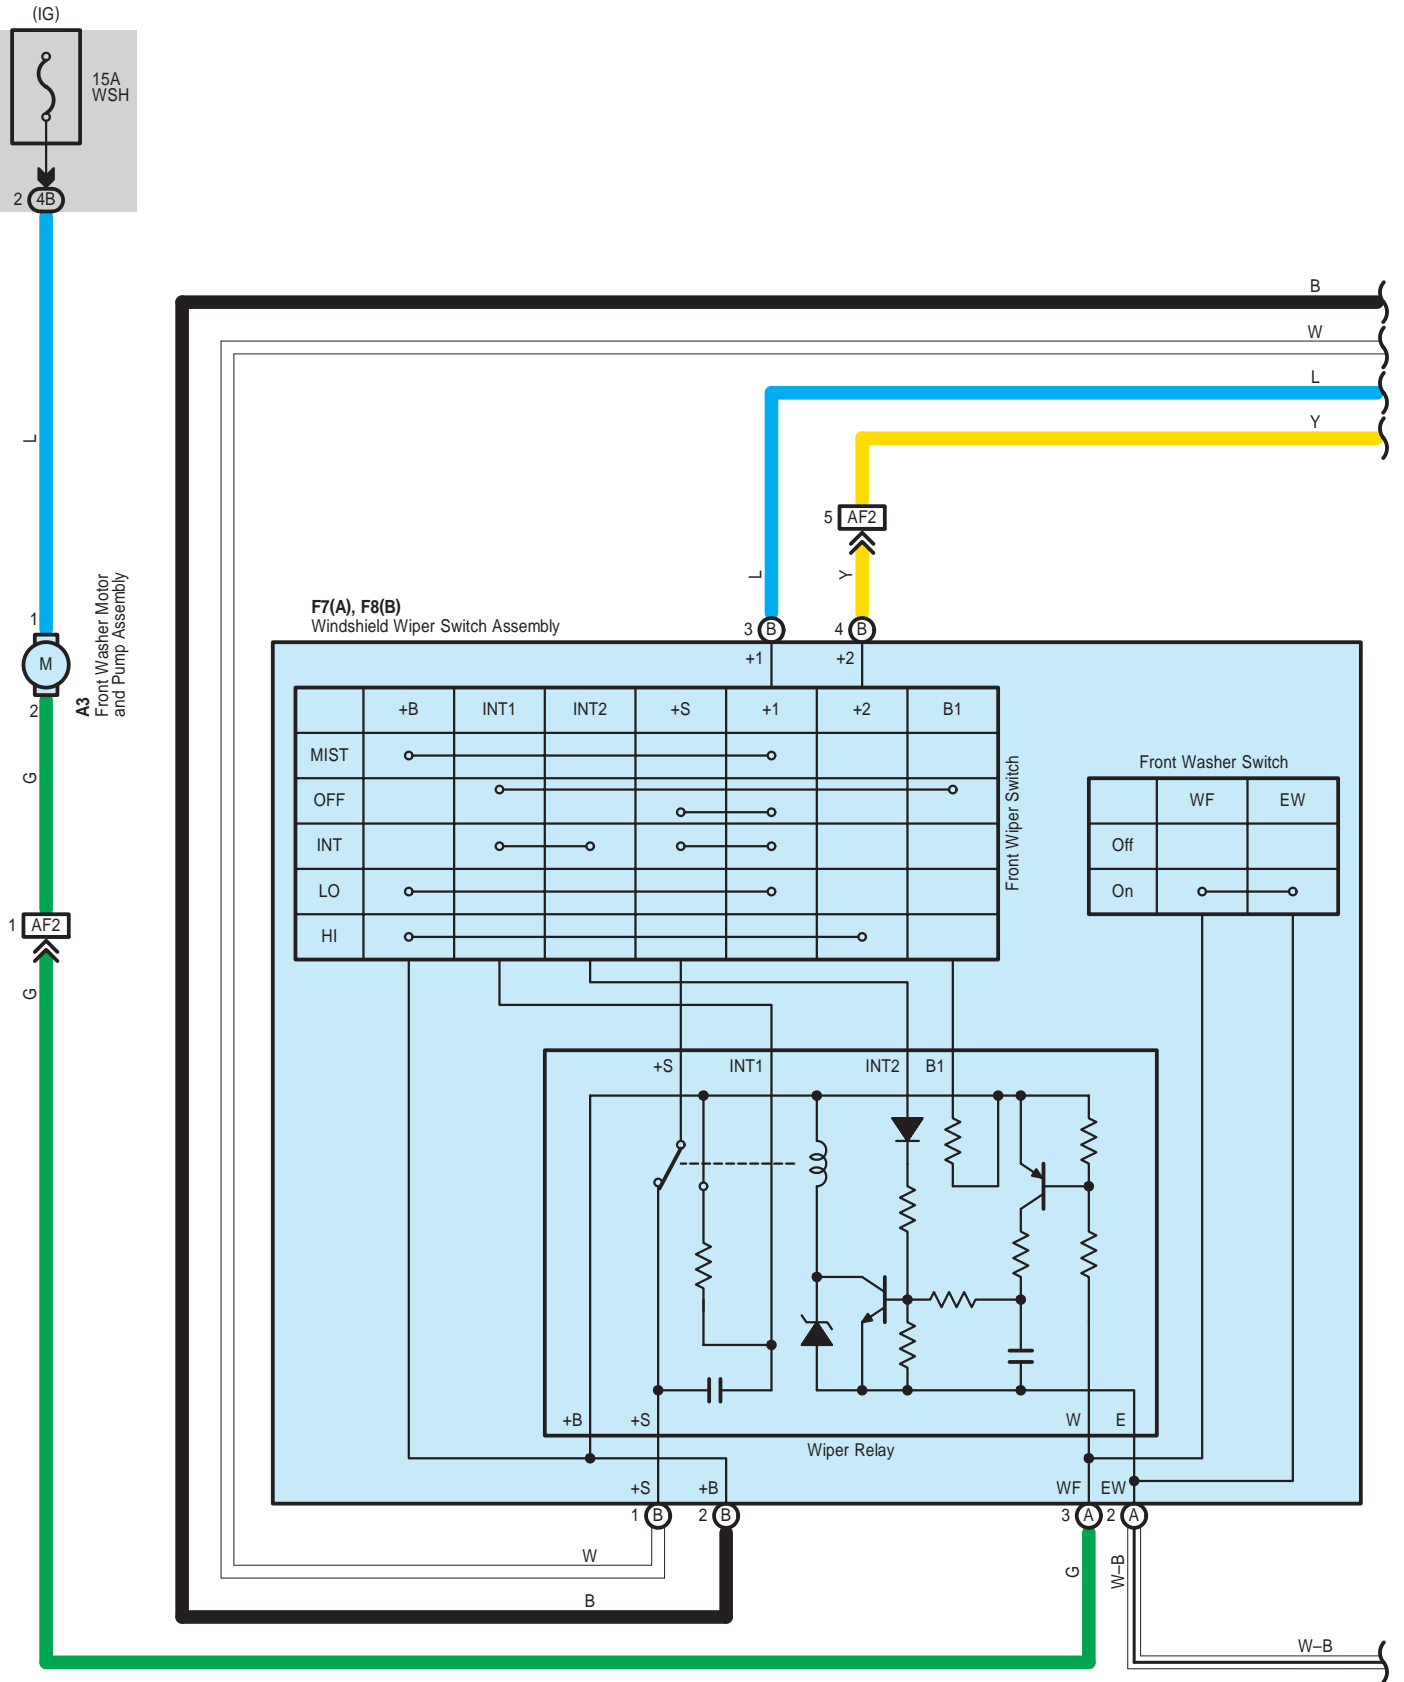 (IG)
15A
WSH
2 4B
B
W
L
Y
L
5 AF2
L
Y
1
M
2
A3
Front Washer Motor
and Pump Assembly
F7(A), F8(B)
Windshield Wiper Switch Assembly
3 B
4 B
+1
+2
+B INT1 INT2 +S +1 +2 B1
MIST
OFF
INT
LO
HI
Front Wiper Switch
Front Washer Switch
WF EW
Off
On
G
1 AF2
G
+S INT1 INT2 B1
+B +S W E
Wiper Relay
+S +B WF EW
1 B 2 B 3 A 2 A
W
B
G
W–B
W–B